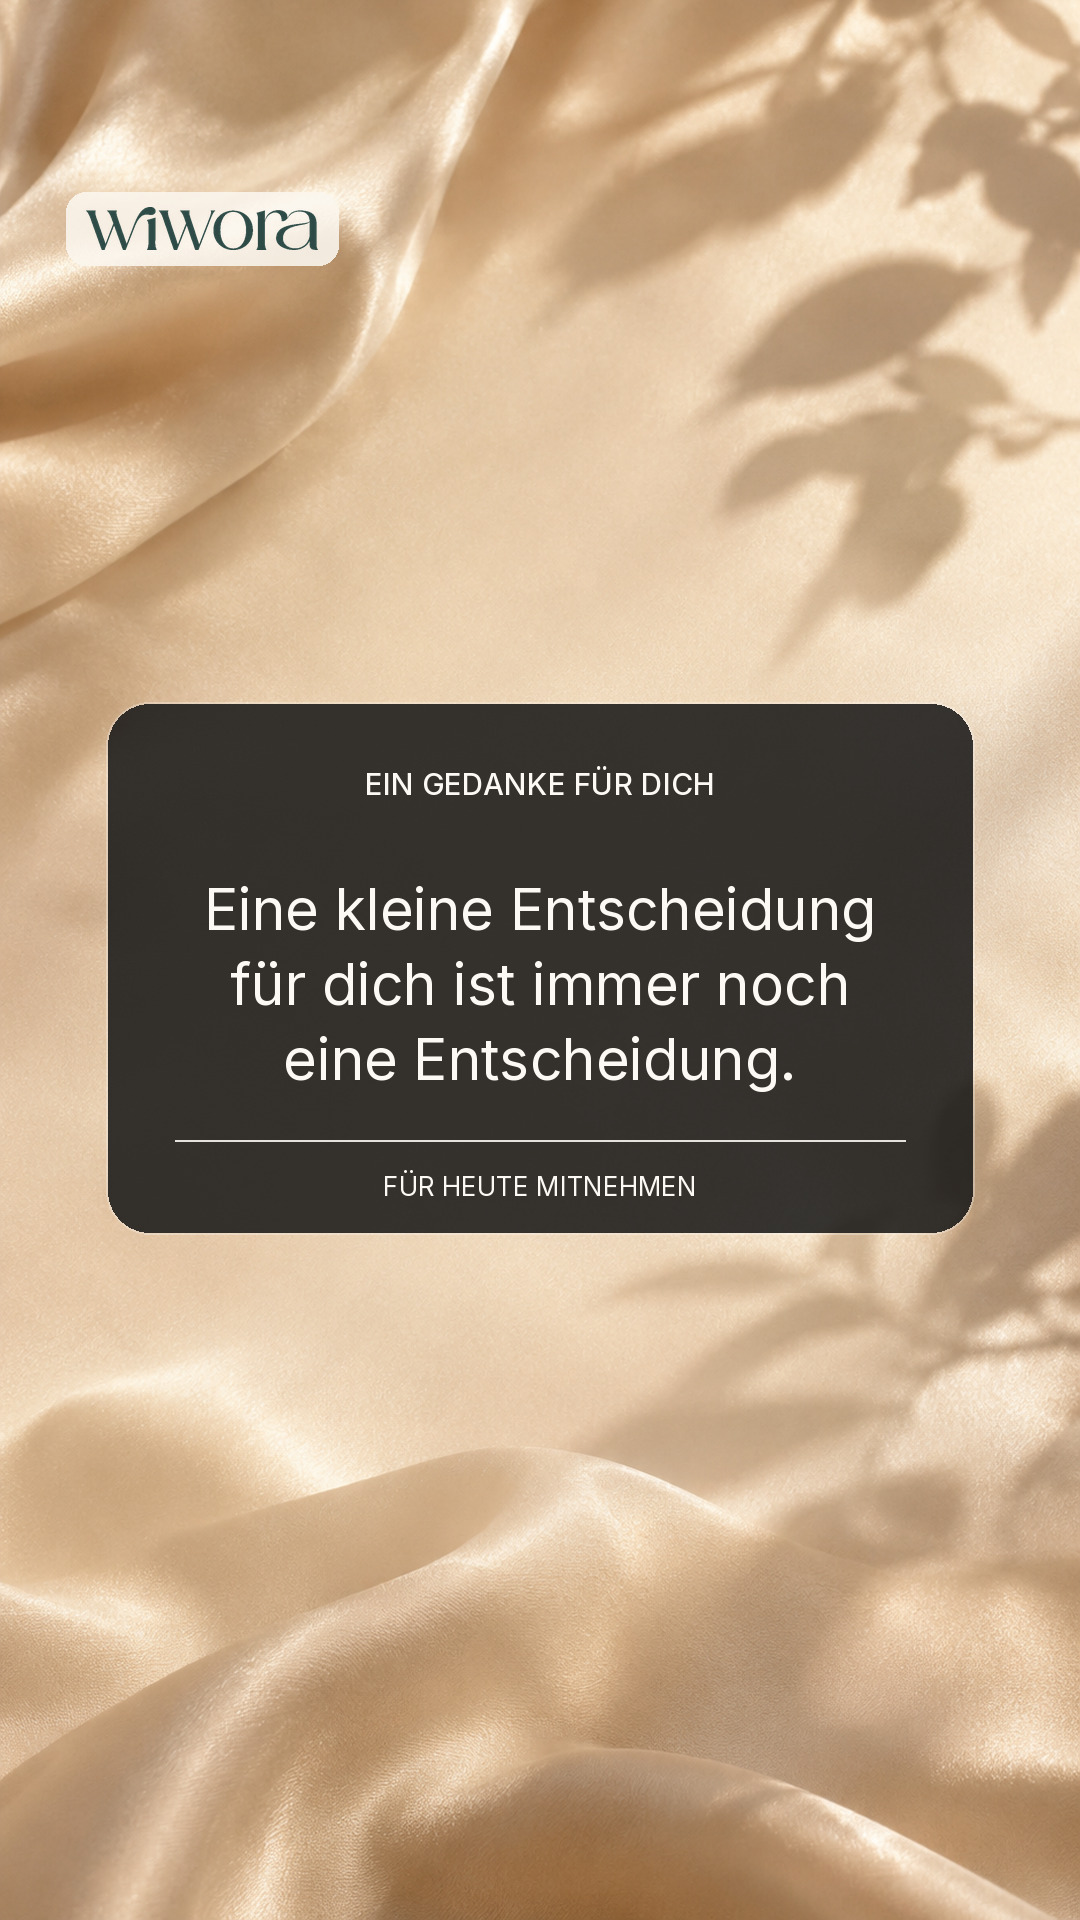 wiwora
EIN GEDANKE FÜR DICH
Eine kleine Entscheidung
für dich ist immer noch
eine Entscheidung.
FÜR HEUTE MITNEHMEN